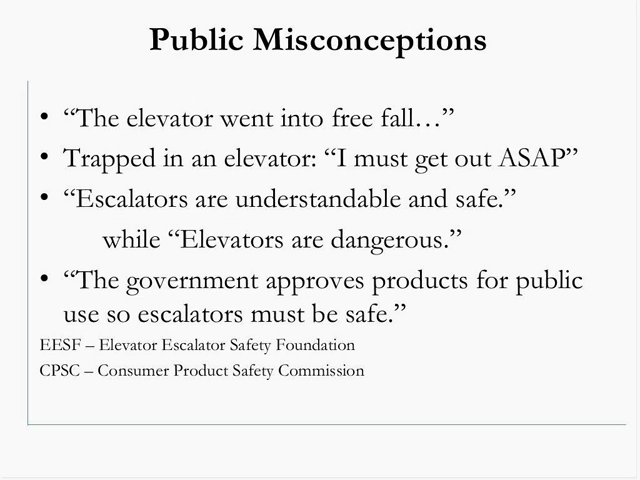 Public Misconceptions
• “The elevator went into free fall…”
• Trapped in an elevator: “I must get out ASAP”
• “Escalators are understandable and safe.”
while “Elevators are dangerous.”
• “The government approves products for public
use so escalators must be safe.”
EESF – Elevator Escalator Safety Foundation
CPSC – Consumer Product Safety Commission